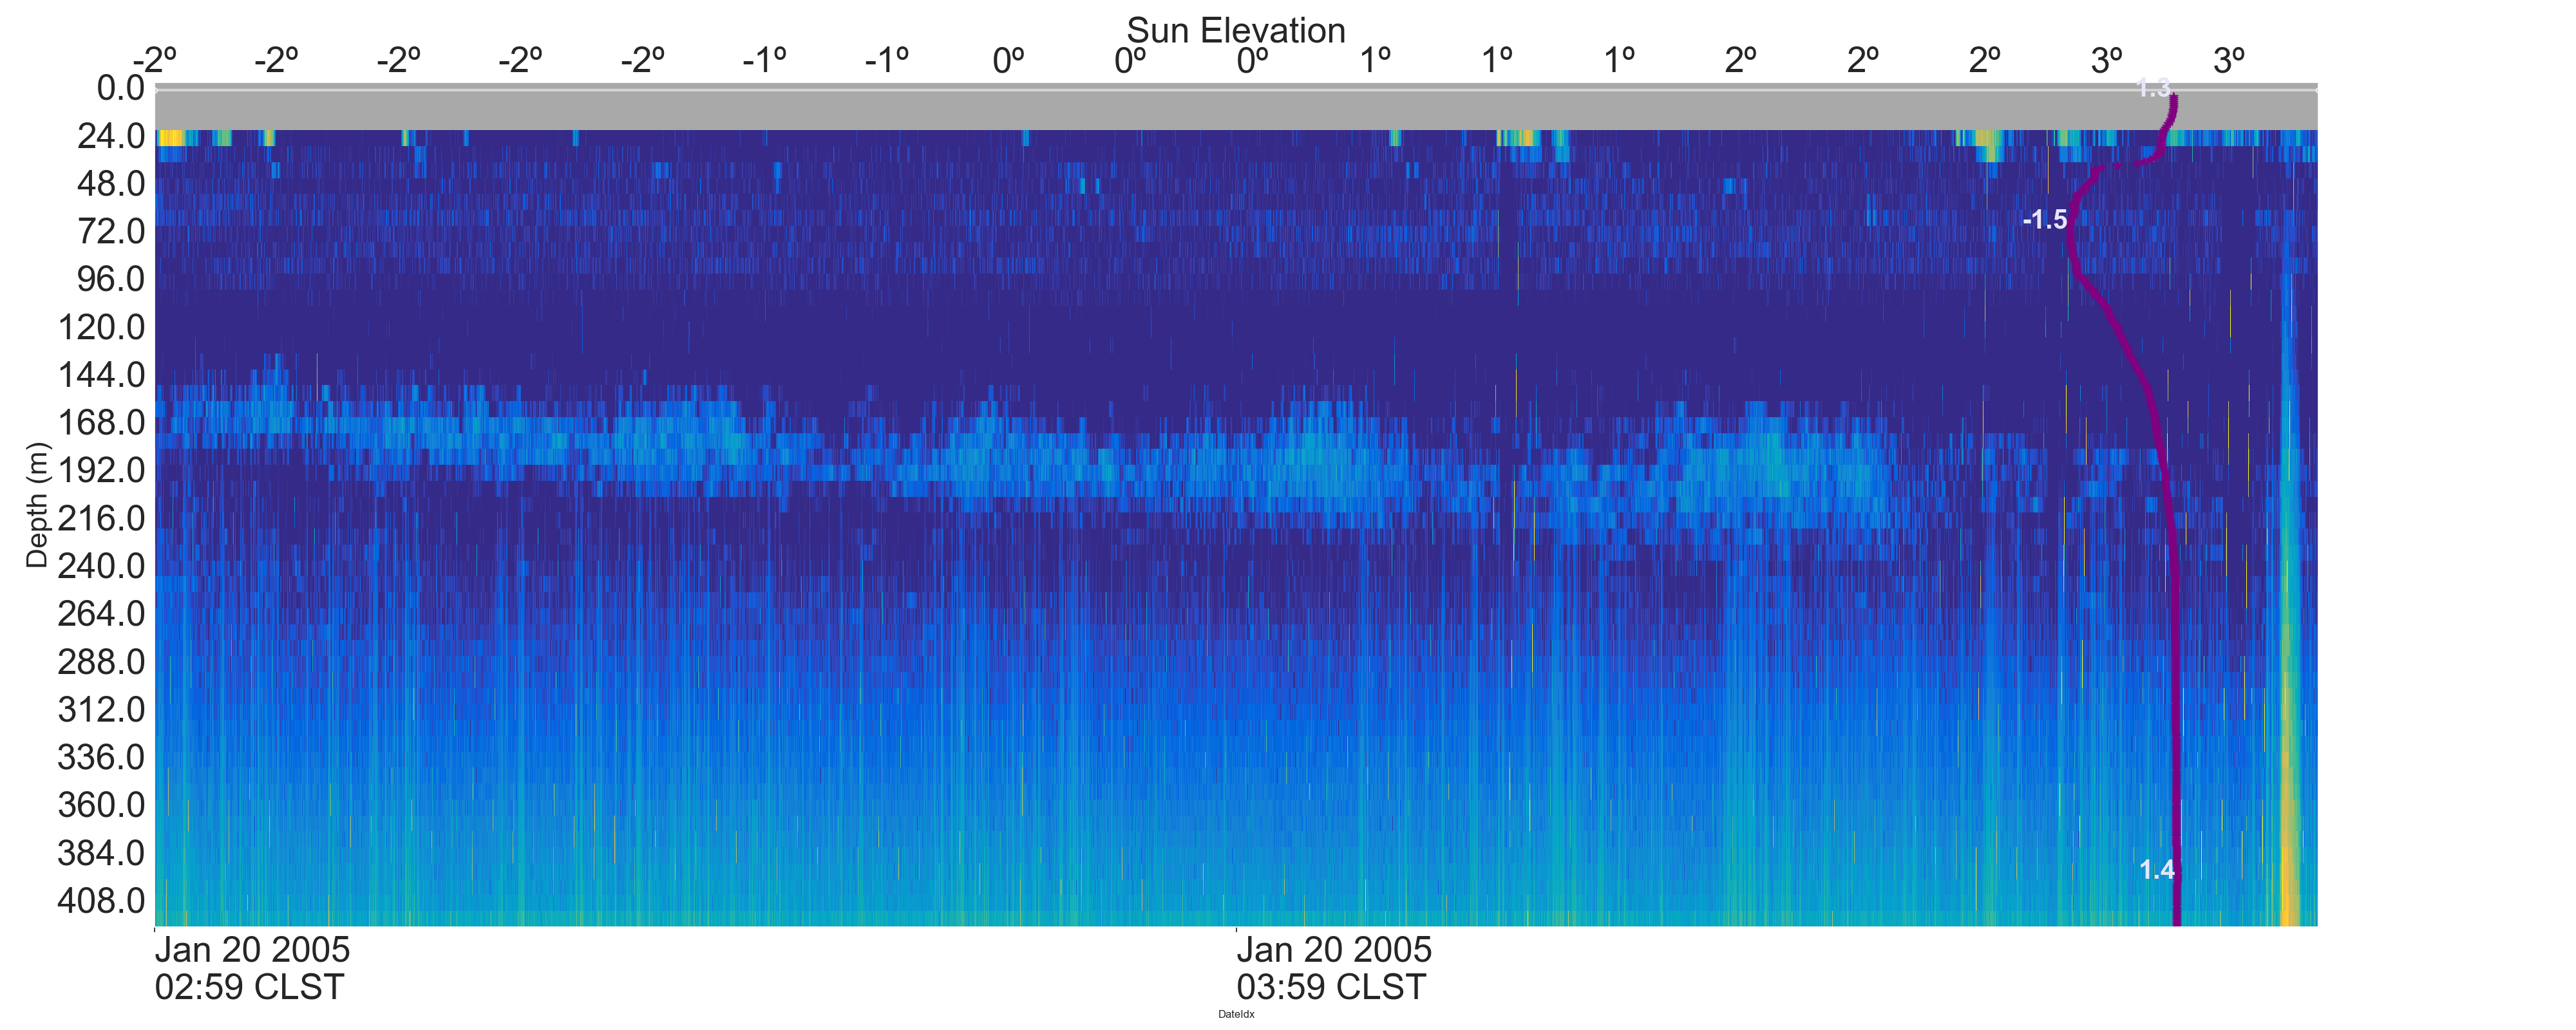 Sun Elevation
-2º -2º -2º -2º -2º -1º -1º 0º 0º 0º 1º 1º 1º 2º 2º 2º 3º 3º
0.0
1.3
24.0
48.0
72.0
-1.5
96.0
120.0
144.0
168.0
192.0
216.0
240.0
264.0
288.0
312.0
336.0
360.0
384.0
1.4
408.0
Depth (m)
Jan 20 2005
02:59 CLST
Jan 20 2005
03:59 CLST
DateIdx